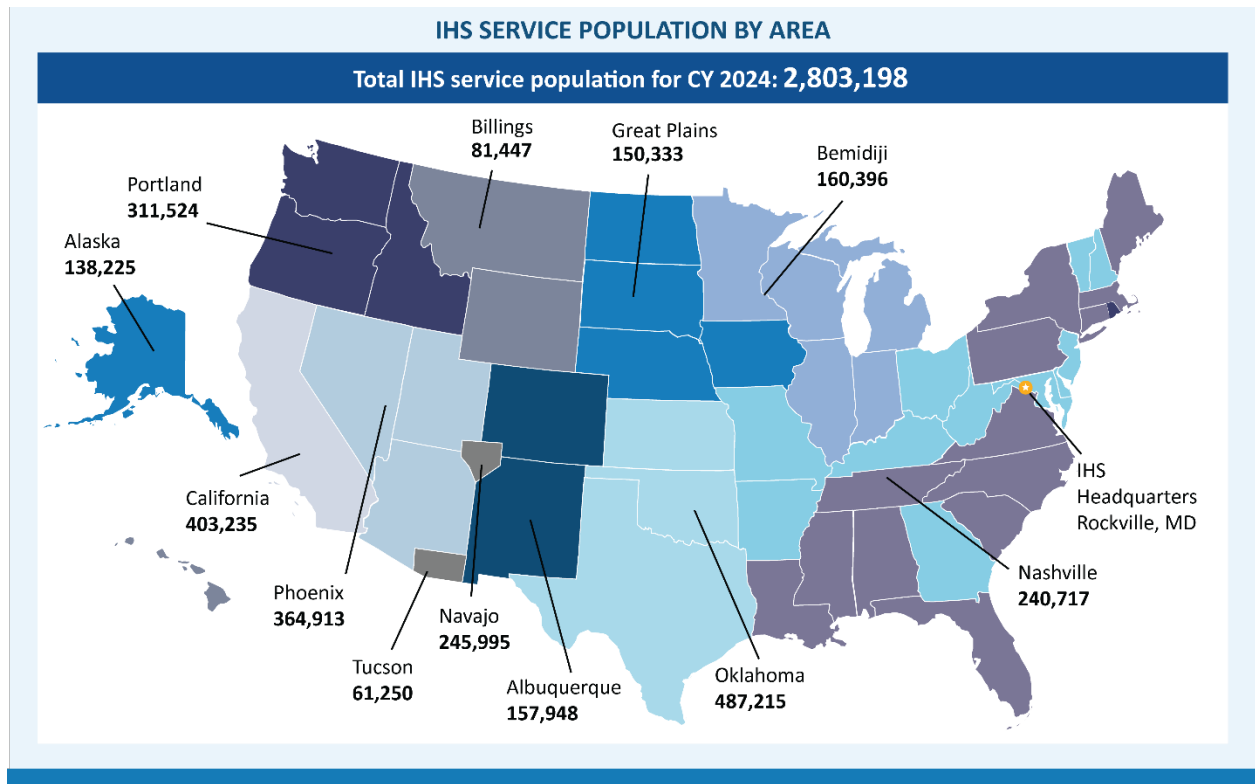 IHS SERVICE POPULATION BY AREA
Total IHS service population for CY 2024: 2,803,198
Billings
81,447
Great Plains
150,333
Bemidiji
160,396
Portland
311,524
Alaska
138,225
California
403,235
Phoenix
364,913
Tucson
61,250
Navajo
245,995
Albuquerque
157,948
Oklahoma
487,215
Nashville
240,717
IHS
Headquarters
Rockville, MD